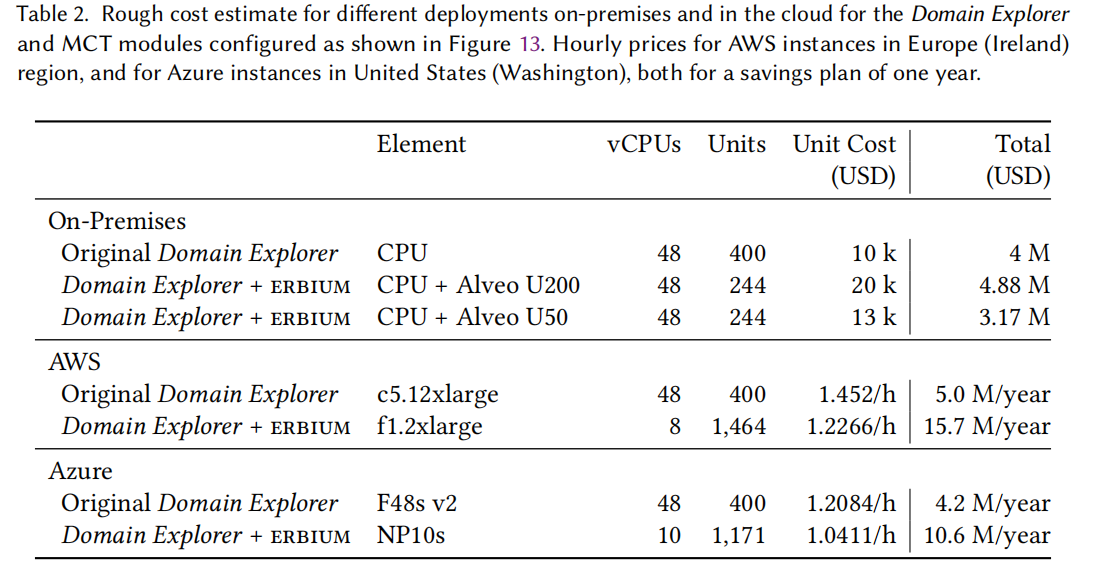 Table 2. Rough cost estimate for different deployments on-premises and in the cloud for the Domain Explorer
and MCT modules configured as shown in Figure 13. Hourly prices for AWS instances in Europe (Ireland)
region, and for Azure instances in United States (Washington), both for a savings plan of one year.
Element vCPUs Units Unit Cost Total
(USD) (USD)
On-Premises
Original Domain Explorer CPU 48 400 10 k 4 M
Domain Explorer + ERBIUM CPU + Alveo U200 48 244 20 k 4.88 M
Domain Explorer + ERBIUM CPU + Alveo U50 48 244 13 k 3.17 M
AWS
Original Domain Explorer c5.12xlarge 48 400 1.452/h 5.0 M/year
Domain Explorer + ERBIUM f1.2xlarge 8 1,464 1.2266/h 15.7 M/year
Azure
Original Domain Explorer F48s v2 48 400 1.2084/h 4.2 M/year
Domain Explorer + ERBIUM NP10s 10 1,171 1.0411/h 10.6 M/year